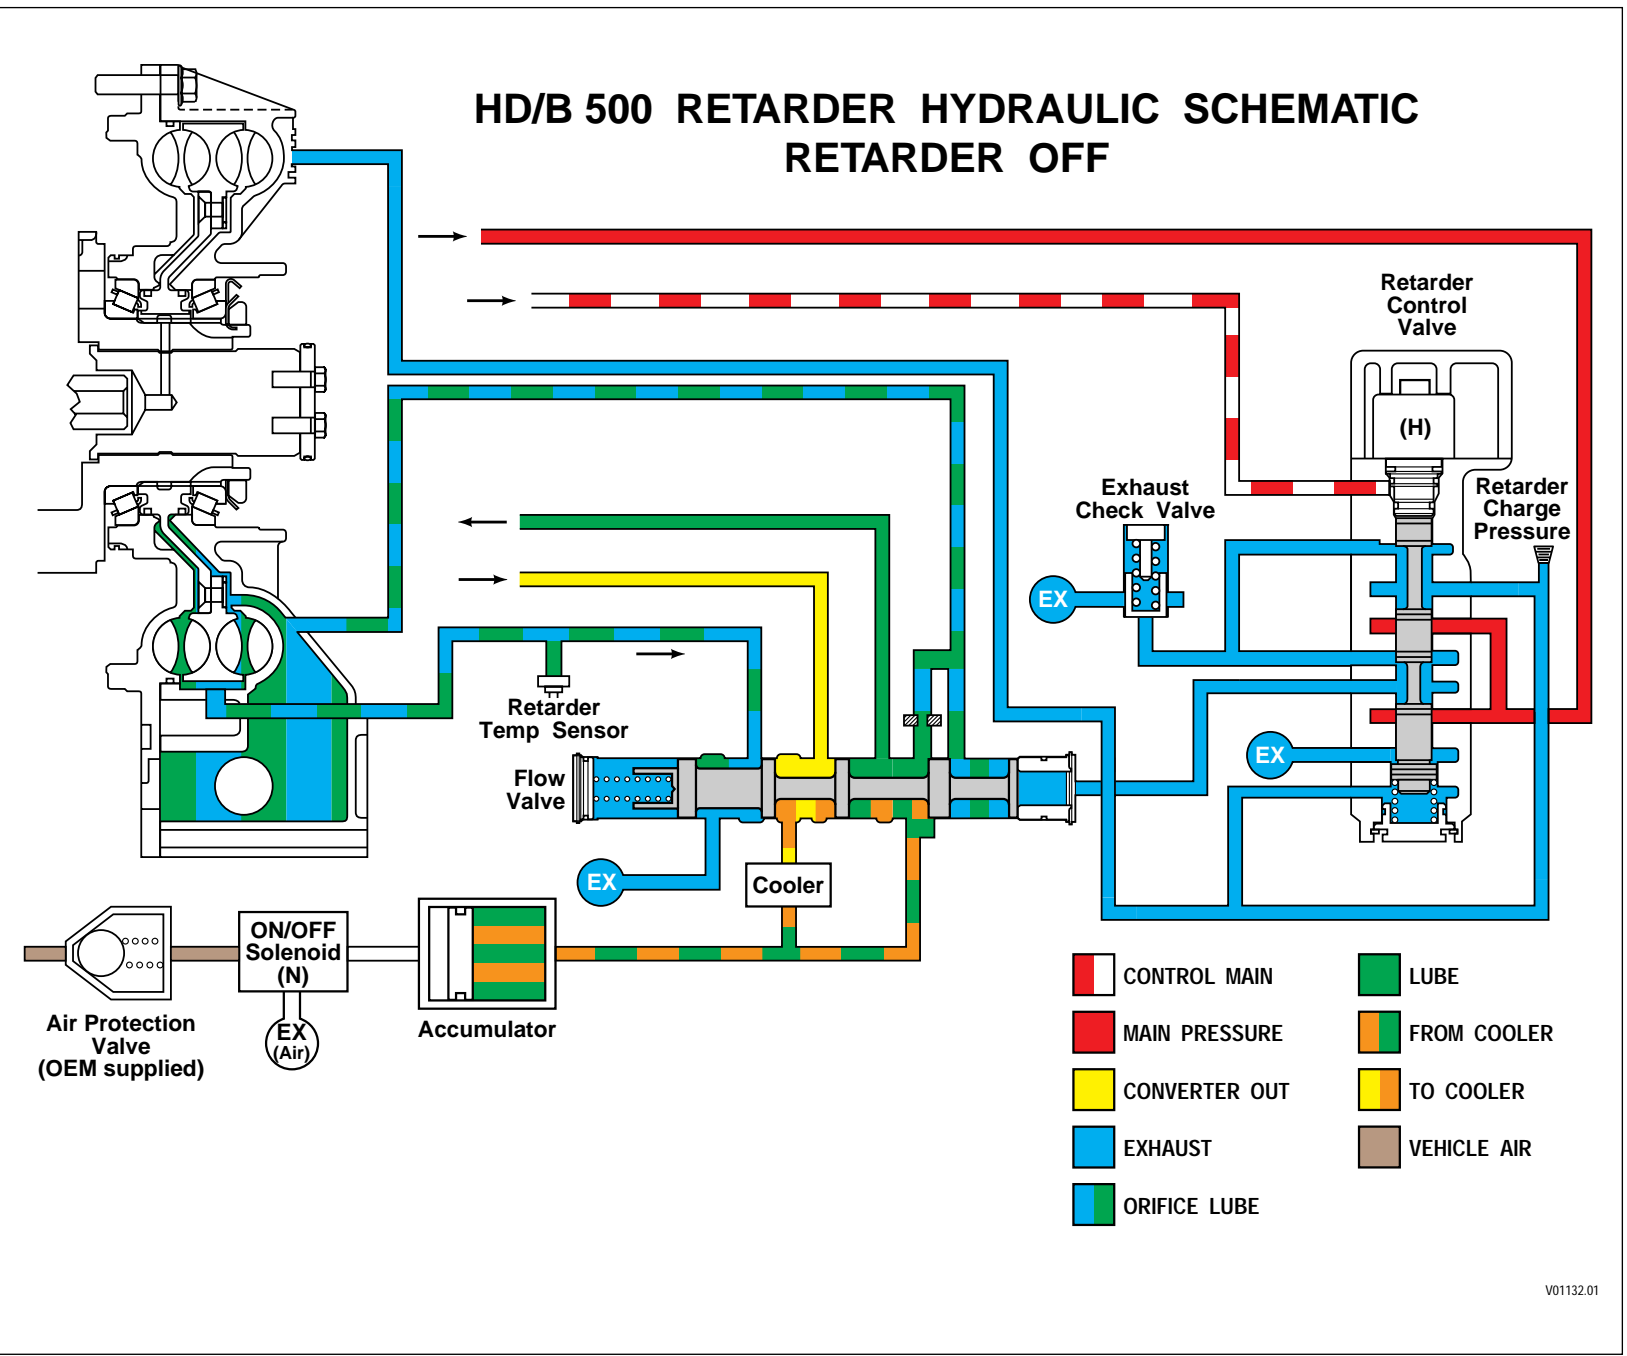 HD/B 500 RETARDER HYDRAULIC SCHEMATIC
RETARDER OFF
Retarder
Control
Valve
(H)
Exhaust
Check Valve
Retarder
Charge
Pressure
EX
Retarder
Temp Sensor
Flow
Valve
EX
EX
Cooler
ON/OFF
Solenoid
(N)
EX
(Air)
Air Protection
Valve
(OEM supplied)
Accumulator
CONTROL MAIN
MAIN PRESSURE
CONVERTER OUT
EXHAUST
ORIFICE LUBE
LUBE
FROM COOLER
TO COOLER
VEHICLE AIR
V01132.01